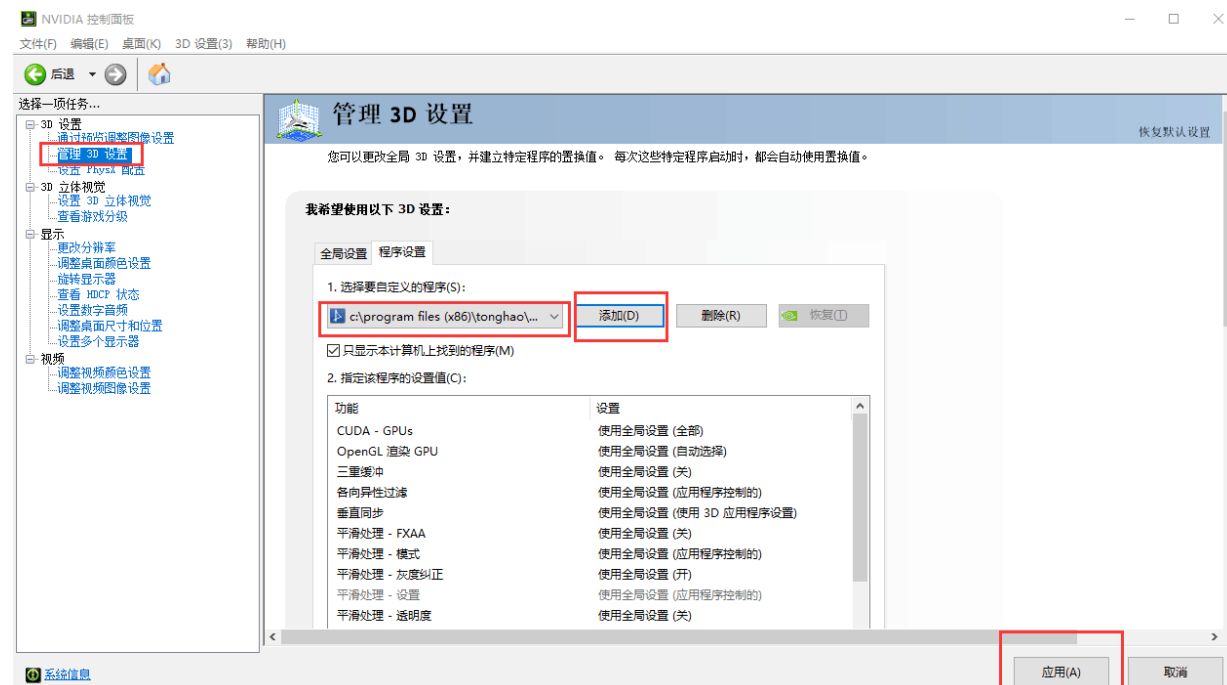 NVIDIA 控制面板
文件(F) 编辑(E) 桌面(K) 3D 设置(3) 帮助(H)
后退
选择一项任务...
3D 设置
通过预览调整图像设置
管理 3D 设置
设置 PhysX 配置
3D 立体视觉
设置 3D 立体视觉
查看游戏分级
显示
更改分辨率
调整桌面颜色设置
旋转显示器
查看 HDCP 状态
设置数字音频
调整桌面尺寸和位置
设置多个显示器
视频
调整视频颜色设置
调整视频图像设置
系统信息
管理 3D 设置
恢复默认设置
您可以更改全局 3D 设置，并建立特定程序的置换值。 每次这些特定程序启动时，都会自动使用置换值。
我希望使用以下 3D 设置：
全局设置 程序设置
1. 选择要自定义的程序(S):
c:\program files (x86)\tonghao\... 添加(D) 删除(R) 恢复(T)
只显示本计算机上找到的程序(M)
2. 指定该程序的设置值(C):
功能 设置
CUDA - GPUs 使用全局设置 (全部)
OpenGL 渲染 GPU 使用全局设置 (自动选择)
三重缓冲 使用全局设置 (关)
各向异性过滤 使用全局设置 (应用程序控制的)
垂直同步 使用全局设置 (使用 3D 应用程序设置)
平滑处理 - FXAA 使用全局设置 (关)
平滑处理 - 模式 使用全局设置 (应用程序控制的)
平滑处理 - 灰度纠正 使用全局设置 (开)
平滑处理 - 设置 使用全局设置 (应用程序控制的)
平滑处理 - 透明度 使用全局设置 (关)
应用(A) 取消